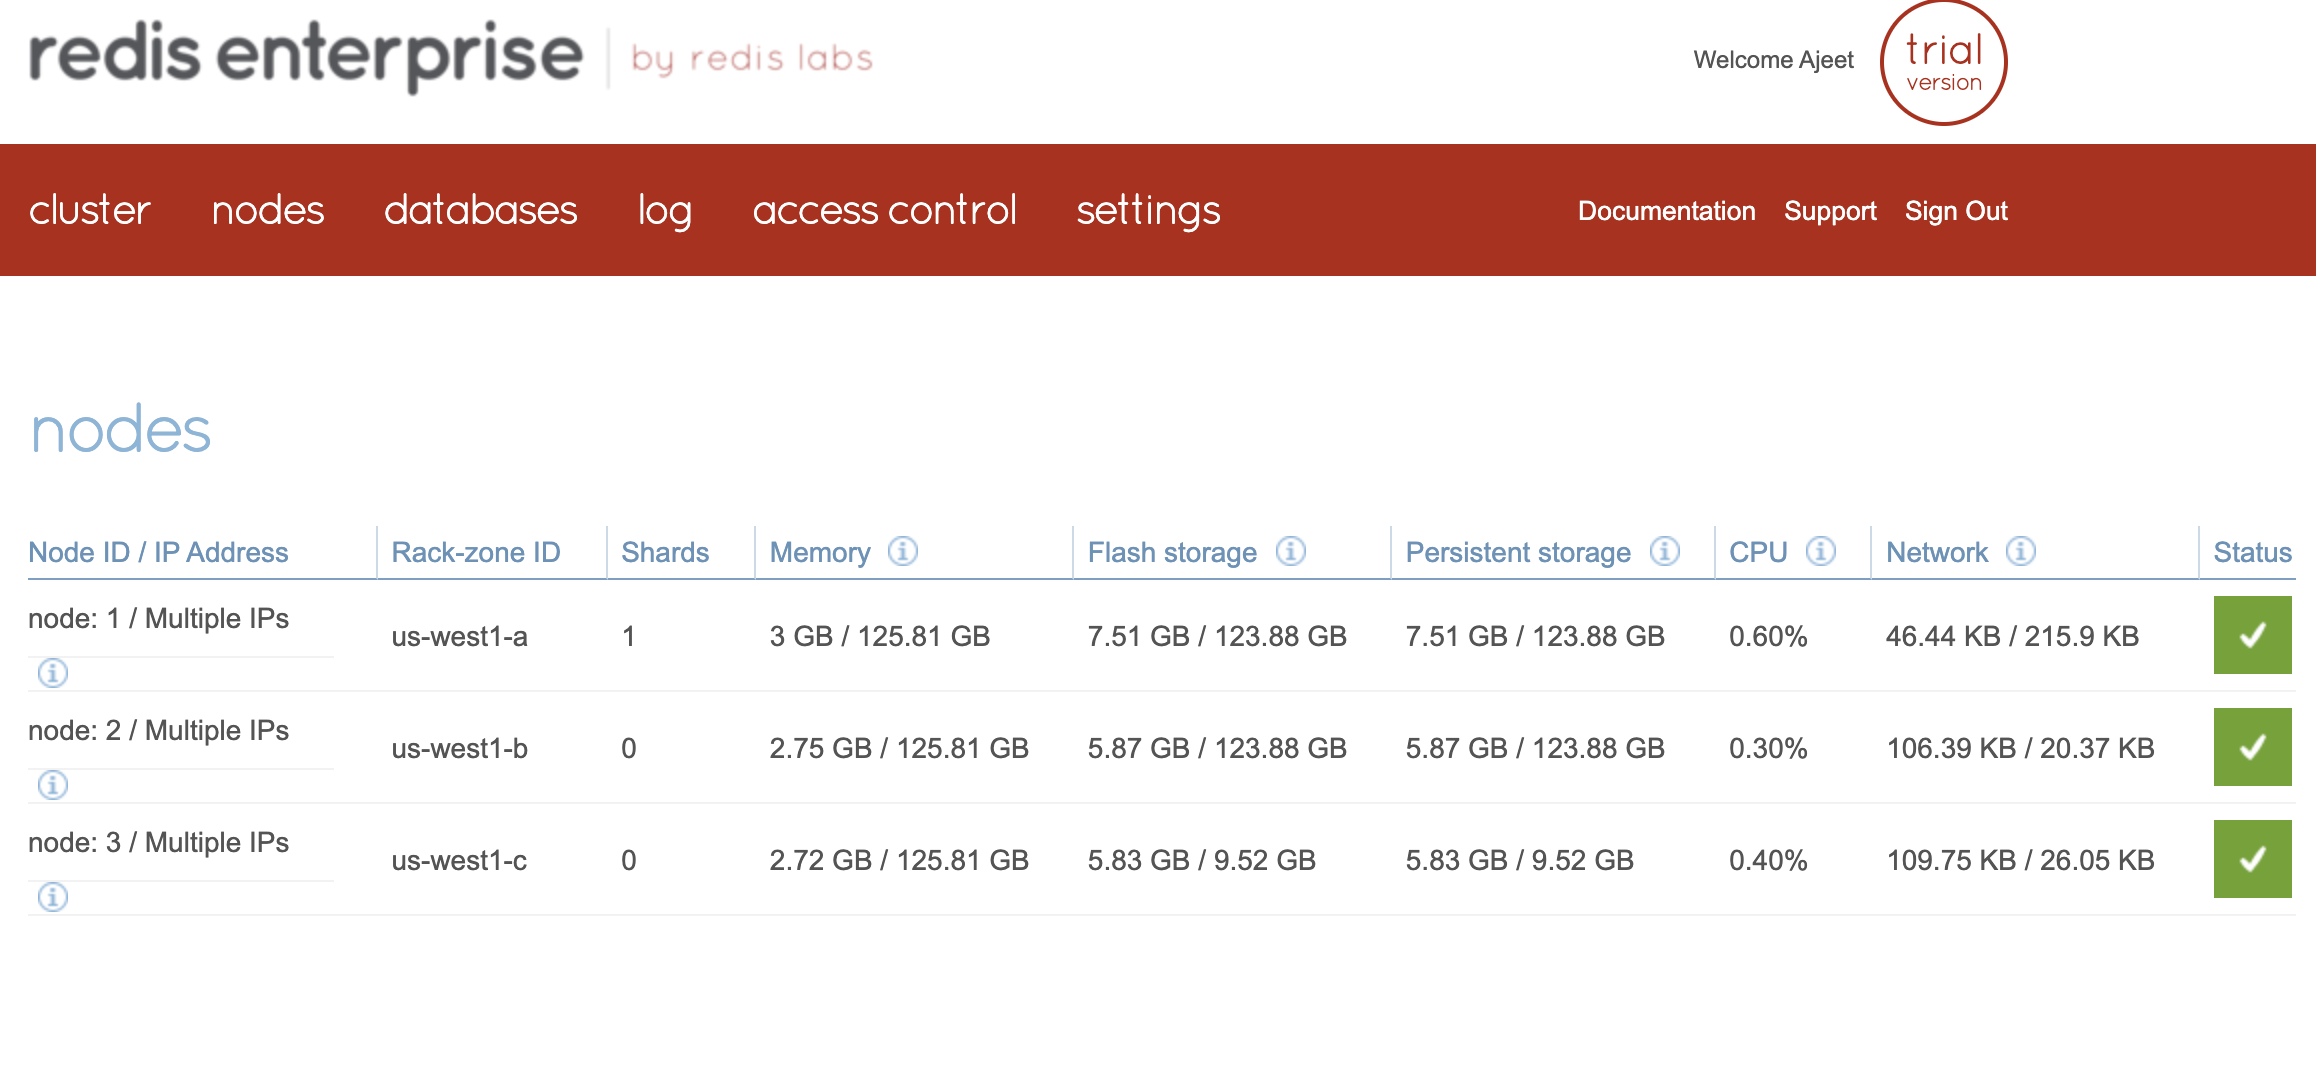 redis enterprise by redis labs
Welcome Ajeet
trial
version
cluster nodes databases log access control settings Documentation Support Sign Out
nodes
Node ID / IP Address Rack-zone ID Shards Memory Flash storage Persistent storage CPU Network Status
node: 1 / Multiple IPs us-west1-a 1 3 GB / 125.81 GB 7.51 GB / 123.88 GB 7.51 GB / 123.88 GB 0.60% 46.44 KB / 215.9 KB
node: 2 / Multiple IPs us-west1-b 0 2.75 GB / 125.81 GB 5.87 GB / 123.88 GB 5.87 GB / 123.88 GB 0.30% 106.39 KB / 20.37 KB
node: 3 / Multiple IPs us-west1-c 0 2.72 GB / 125.81 GB 5.83 GB / 9.52 GB 5.83 GB / 9.52 GB 0.40% 109.75 KB / 26.05 KB